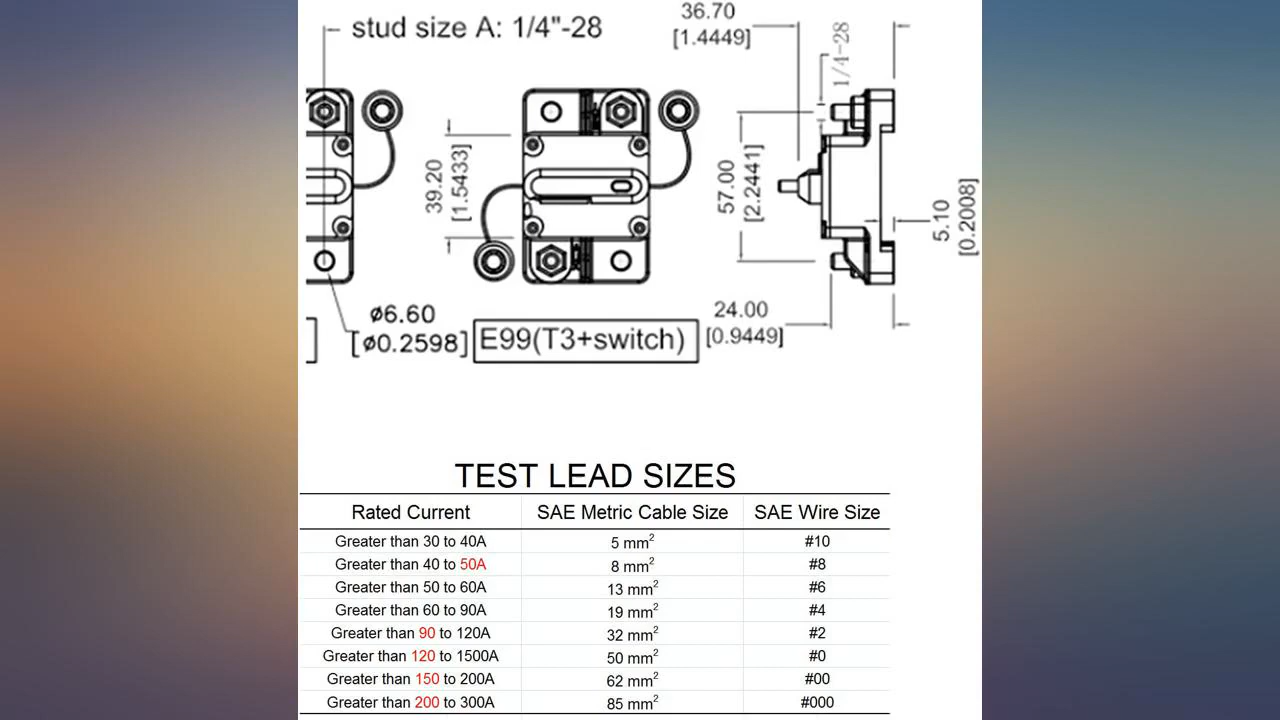 stud size A: 1/4"-28
36.70
[1.4449]
1/4-28
39.20
[1.5433]
57.00
[2.2441]
5.10
[0.2008]
ø6.60
[ø0.2598]
E99(T3+switch)
24.00
[0.9449]
TEST LEAD SIZES
Rated Current SAE Metric Cable Size SAE Wire Size
Greater than 30 to 40A 5 mm² #10
Greater than 40 to 50A 8 mm² #8
Greater than 50 to 60A 13 mm² #6
Greater than 60 to 90A 19 mm² #4
Greater than 90 to 120A 32 mm² #2
Greater than 120 to 1500A 50 mm² #0
Greater than 150 to 200A 62 mm² #00
Greater than 200 to 300A 85 mm² #000